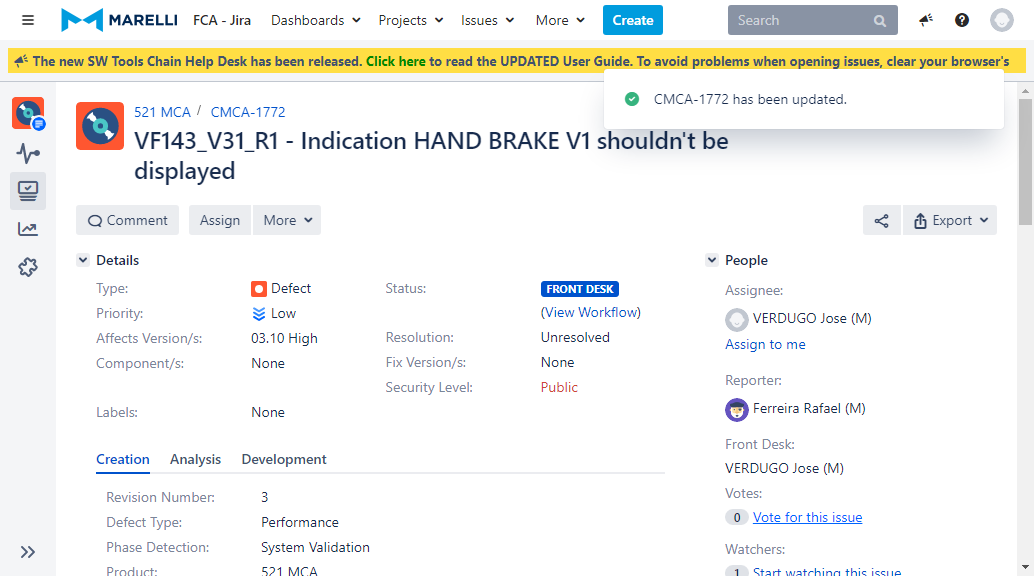 MARELLI FCA - Jira Dashboards Projects Issues More Create Search
The new SW Tools Chain Help Desk has been released. Click here to read the UPDATED User Guide. To avoid problems when opening issues, clear your browser's
CMCA-1772 has been updated.
521 MCA / CMCA-1772
VF143_V31_R1 - Indication HAND BRAKE V1 shouldn't be
displayed
Comment Assign More Export
Details
Type: Defect
Priority: Low
Affects Version/s: 03.10 High
Component/s: None
Labels: None
Status: FRONT DESK
(View Workflow)
Resolution: Unresolved
Fix Version/s: None
Security Level: Public
Creation Analysis Development
Revision Number: 3
Defect Type: Performance
Phase Detection: System Validation
Product: 521 MCA
People
Assignee:
VERDUGO Jose (M)
Assign to me
Reporter:
Ferreira Rafael (M)
Front Desk:
VERDUGO Jose (M)
Votes:
0 Vote for this issue
Watchers:
1 Start watching this issue